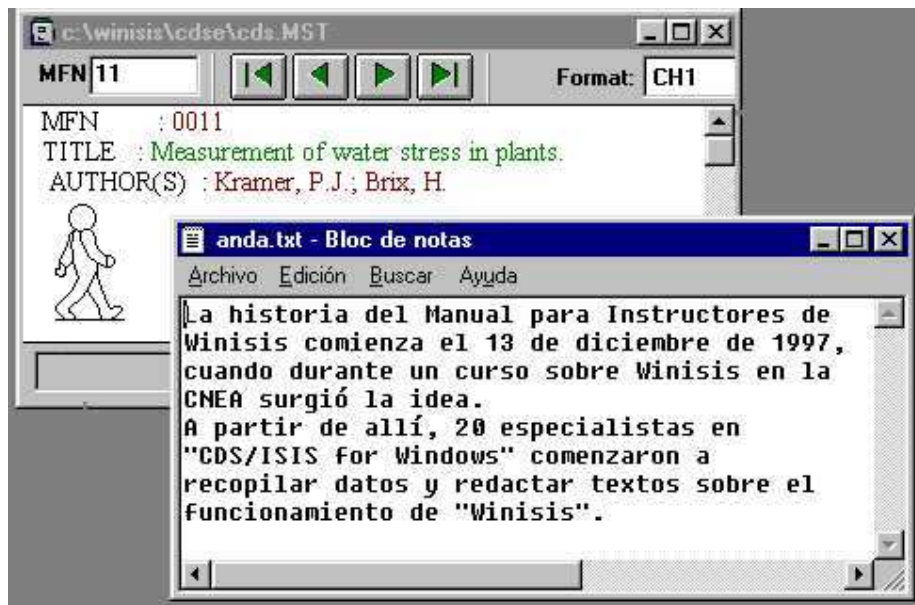 c:\winisis\cdse\cds.MST
MFN 11 Format: CH1
MFN : 0011
TITLE : Measurement of water stress in plants.
AUTHOR(S) : Kramer, P.J.; Brix, H.
anda.txt - Bloc de notas
Archivo Edición Buscar Ayuda
La historia del Manual para Instructores de
Winisis comienza el 13 de diciembre de 1997,
cuando durante un curso sobre Winisis en la
CNEA surgió la idea.
A partir de allí, 20 especialistas en
"CDS/ISIS for Windows" comenzaron a
recopilar datos y redactar textos sobre el
funcionamiento de "Winisis".